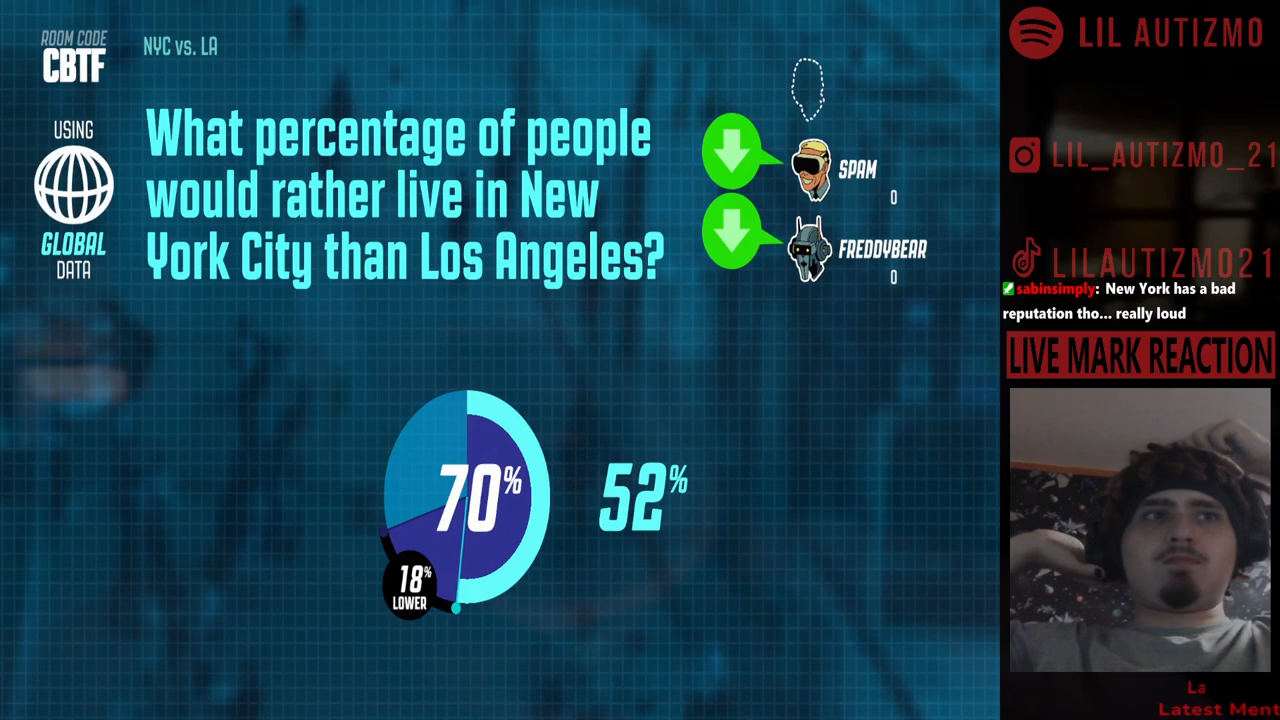 ROOM CODE
CBTF
NYC vs. LA
USING
GLOBAL
DATA
What percentage of people
would rather live in New
York City than Los Angeles?
SPAM
0
FREDDYBEAR
0
70%
52%
18%
LOWER
LIL AUTIZMO
LIL_AUTIZMO_21
LILAUTIZMO21
sabinsimply: New York has a bad
reputation tho... really loud
LIVE MARK REACTION
La
Latest Ment